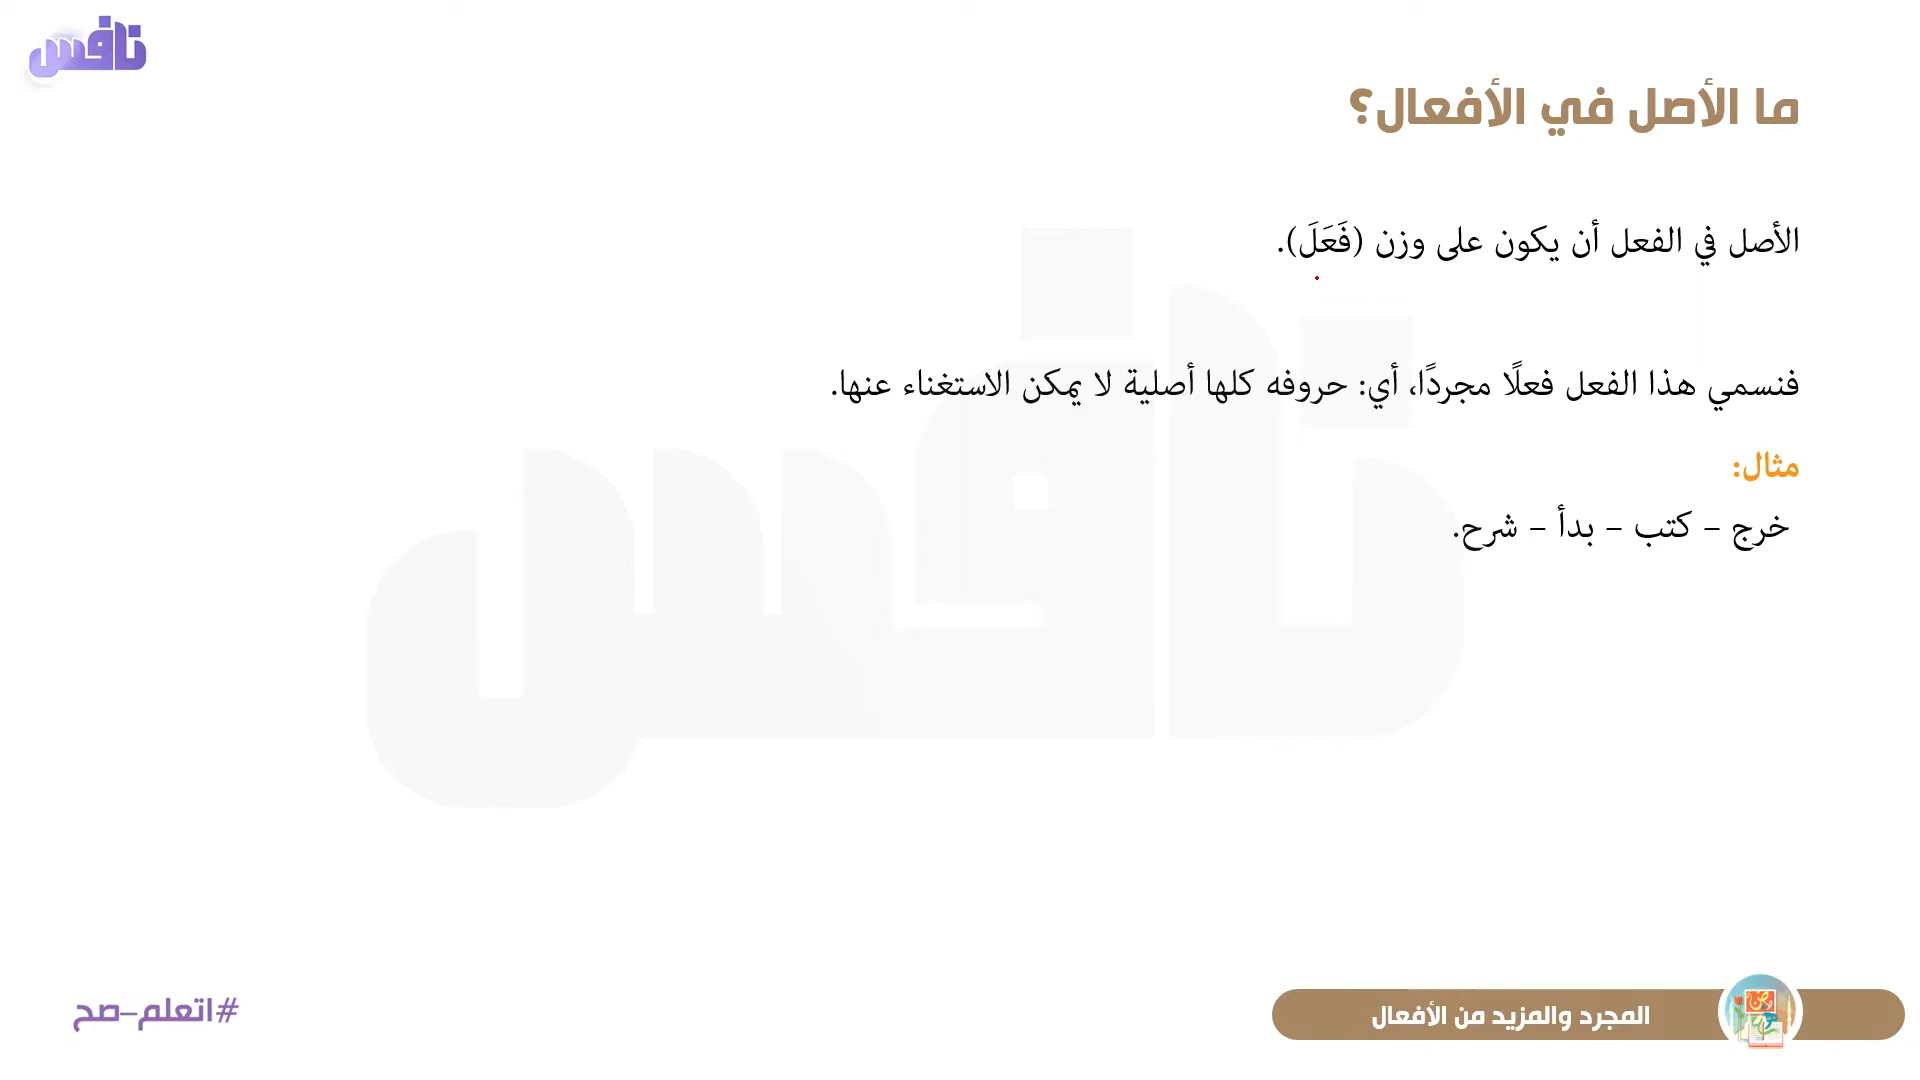 نافس
ما الأصل في الأفعال؟
الأصل في الفعل أن يكون على وزن (فَعَلَ).
فنسمي هذا الفعل فعلًا مجردًا، أي: حروفه كلها أصلية لا يمكن الاستغناء عنها.
مثال:
خرج – كتب – بدأ – شرح.
المجرد والمزيد من الأفعال
#اتعلم–صح